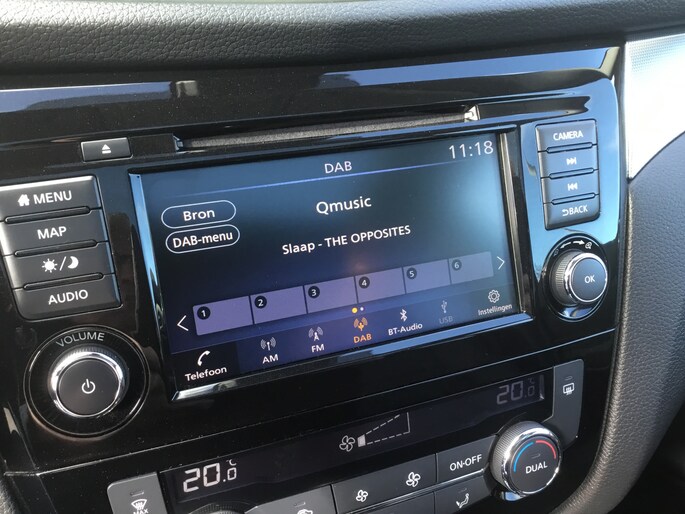 DAB
11:18
Bron
Qmusic
DAB-menu
Slaap - THE OPPOSITES
1 2 3 4 5 6
Telefoon AM FM DAB BT-Audio USB Instellingen
MENU
MAP
AUDIO
VOLUME
CAMERA
BACK
OK
20.0°C
20.0
ON-OFF
DUAL
MAX